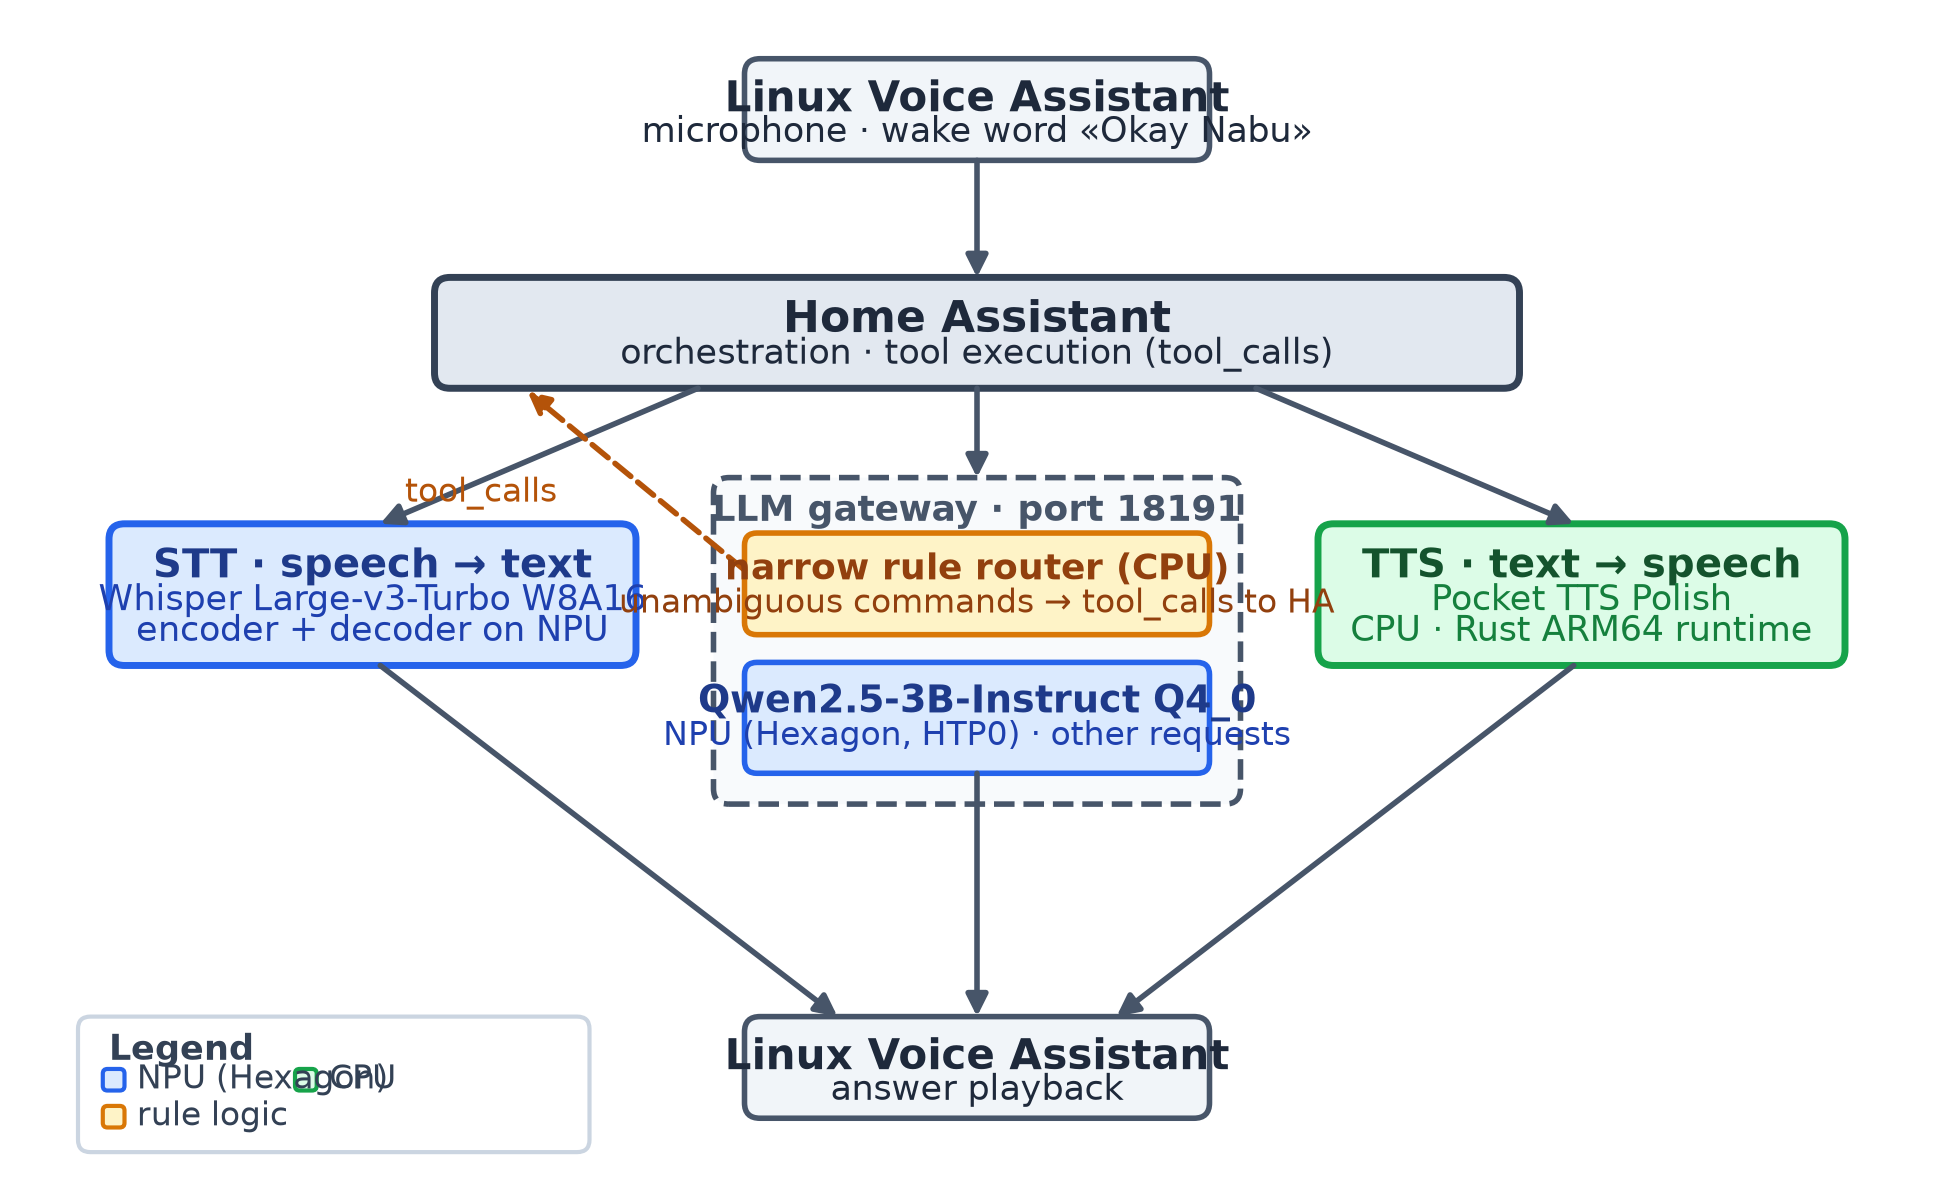 Linux Voice Assistant
microphone · wake word «Okay Nabu»
Home Assistant
orchestration · tool execution (tool_calls)
tool_calls
STT · speech → text
Whisper Large-v3-Turbo W8A16
encoder + decoder on NPU
LLM gateway · port 18191
narrow rule router (CPU)
unambiguous commands → tool_calls to HA
Qwen2.5-3B-Instruct Q4_0
NPU (Hexagon, HTP0) · other requests
TTS · text → speech
Pocket TTS Polish
CPU · Rust ARM64 runtime
Linux Voice Assistant
answer playback
Legend
NPU (Hexagon)
CPU
rule logic